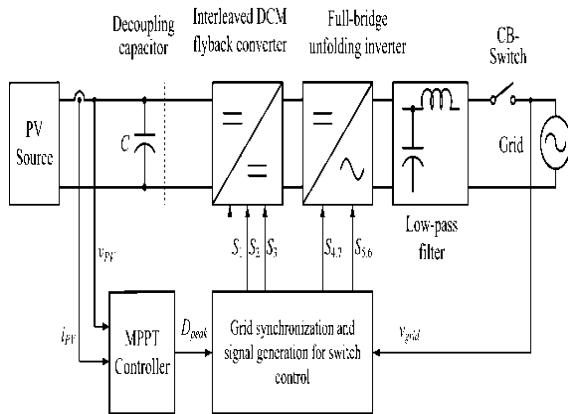 Decoupling
capacitor
Interleaved DCM
flyback converter
Full-bridge
unfolding inverter
CB-
Switch
PV
Source
C
Grid
Low-pass
filter
v_PV
S_1 S_2 S_3
S_4,7
S_5,6
i_PV
MPPT
Controller
D_peak
Grid synchronization and
signal generation for switch
control
v_grid